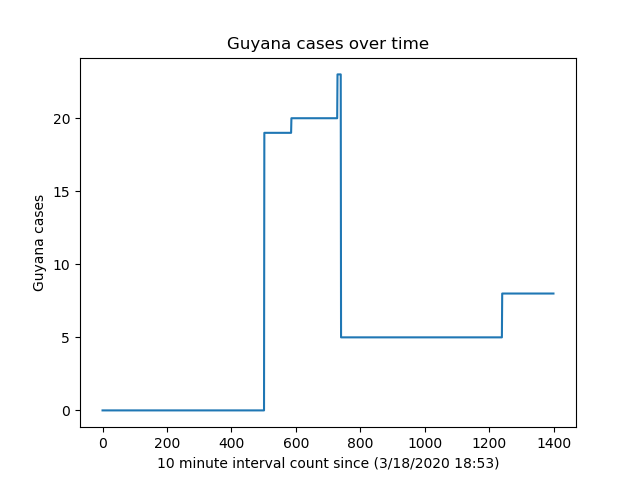 Guyana cases over time
20
15
10
5
0
Guyana cases
0 200 400 600 800 1000 1200 1400
10 minute interval count since (3/18/2020 18:53)